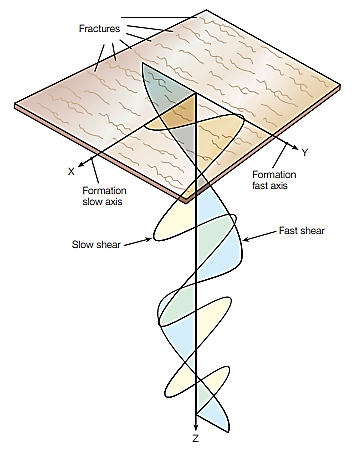 Fractures
X
Formation
slow axis
Y
Formation
fast axis
Slow shear
Fast shear
Z